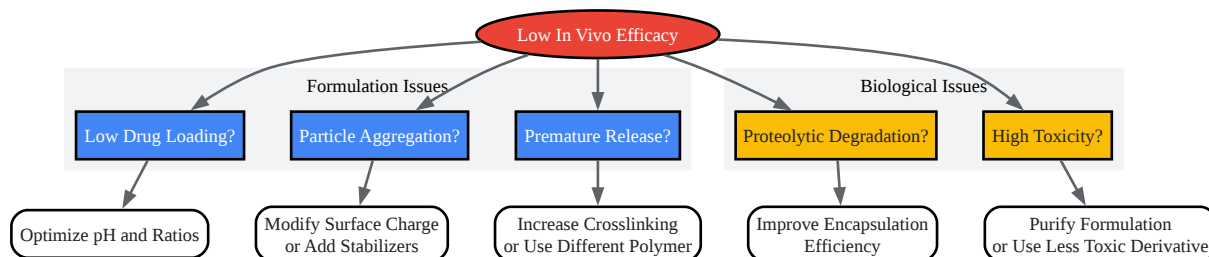 Low In Vivo Efficacy
Formulation Issues
Biological Issues
Low Drug Loading?
Particle Aggregation?
Premature Release?
Proteolytic Degradation?
High Toxicity?
Optimize pH and Ratios
Modify Surface Charge
or Add Stabilizers
Increase Crosslinking
or Use Different Polymer
Improve Encapsulation
Efficiency
Purify Formulation
or Use Less Toxic Derivative